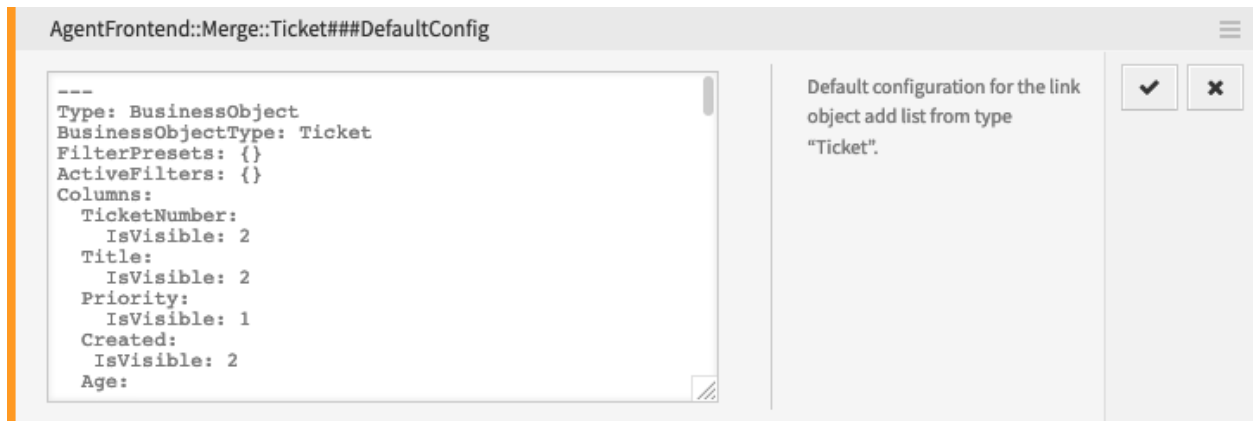 AgentFrontend::Merge::Ticket###DefaultConfig
---
Type: BusinessObject
BusinessObjectType: Ticket
FilterPresets: {}
ActiveFilters: {}
Columns:
  TicketNumber:
    IsVisible: 2
  Title:
    IsVisible: 2
  Priority:
    IsVisible: 1
  Created:
   IsVisible: 2
  Age:
Default configuration for the link
object add list from type
“Ticket”.